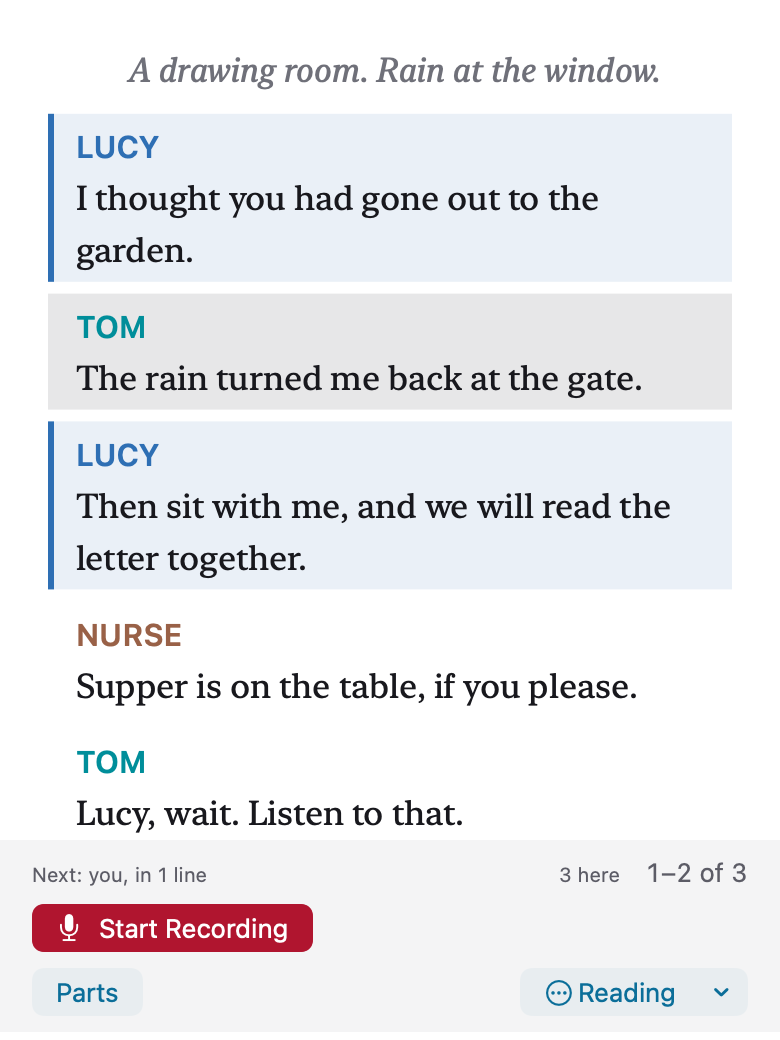 A drawing room. Rain at the window.
LUCY
I thought you had gone out to the
garden.
TOM
The rain turned me back at the gate.
LUCY
Then sit with me, and we will read the
letter together.
NURSE
Supper is on the table, if you please.
TOM
Lucy, wait. Listen to that.
Next: you, in 1 line 3 here 1–2 of 3
Start Recording
Parts Reading